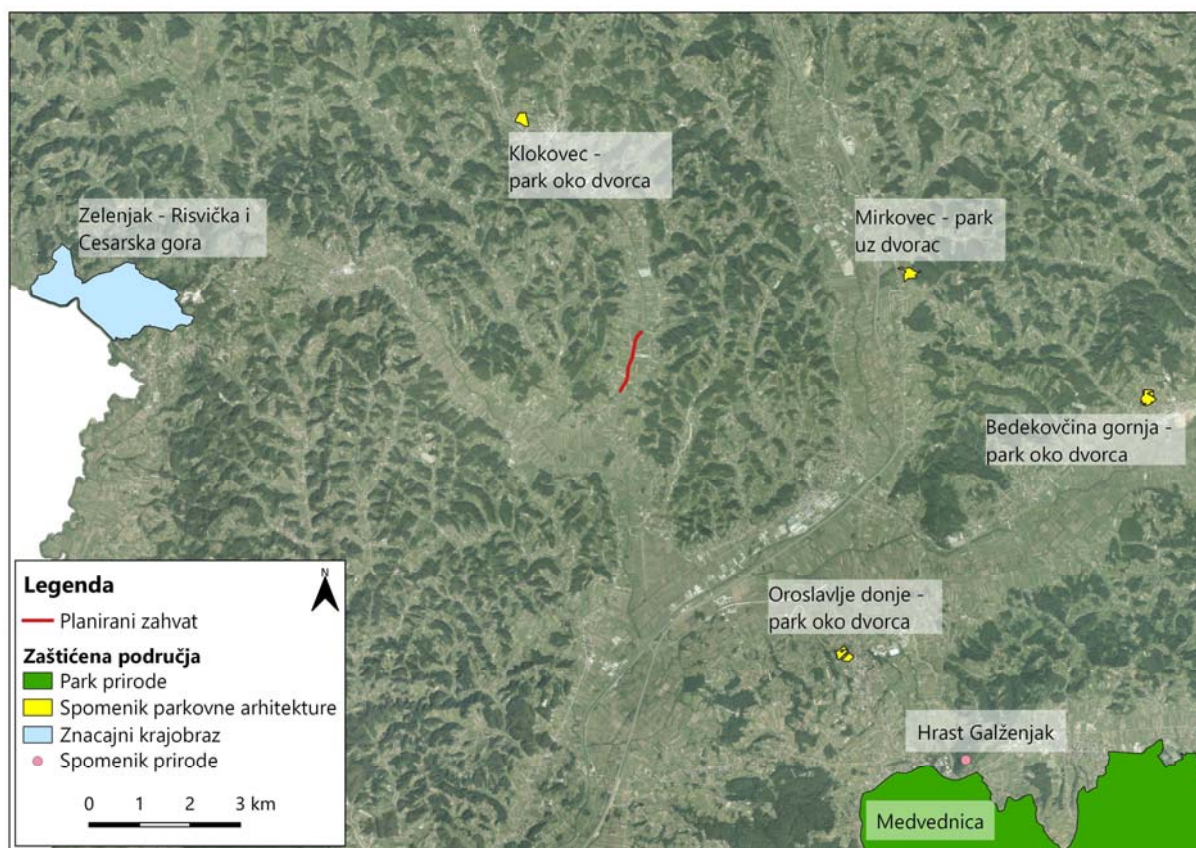 Klokovec -
park oko dvorca
Zelenjak - Risvička i
Cesarska gora
Mirkovec - park
uz dvorac
Bedekovčina gornja -
park oko dvorca
Oroslavlje donje -
park oko dvorca
Hrast Galženjak
Medvednica
Legenda
N
Planirani zahvat
Zaštićena područja
Park prirode
Spomenik parkovne arhitekture
Znacajni krajobraz
Spomenik prirode
0 1 2 3 km